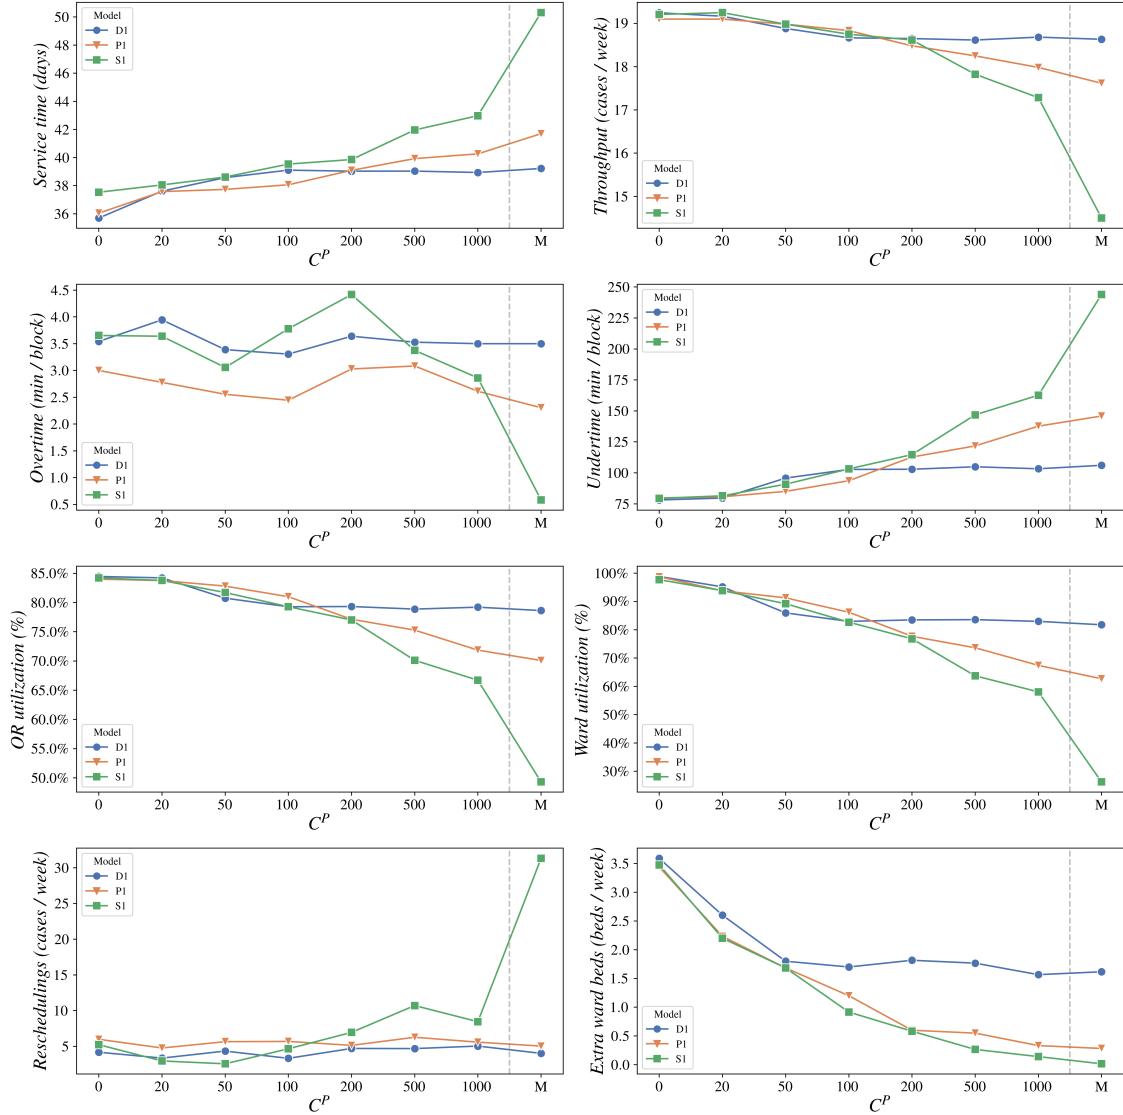 Service time (days)
50
48
46
44
42
40
38
36
Model
D1
P1
S1
0 20 50 100 200 500 1000 M
C^P
Throughput (cases / week)
19
18
17
16
15
Model
D1
P1
S1
0 20 50 100 200 500 1000 M
C^P
Overtime (min / block)
4.5
4.0
3.5
3.0
2.5
2.0
1.5
1.0
0.5
Model
D1
P1
S1
0 20 50 100 200 500 1000 M
C^P
Undertime (min / block)
250
225
200
175
150
125
100
75
Model
D1
P1
S1
0 20 50 100 200 500 1000 M
C^P
OR utilization (%)
85.0%
80.0%
75.0%
70.0%
65.0%
60.0%
55.0%
50.0%
Model
D1
P1
S1
0 20 50 100 200 500 1000 M
C^P
Ward utilization (%)
100%
90%
80%
70%
60%
50%
40%
30%
Model
D1
P1
S1
0 20 50 100 200 500 1000 M
C^P
Reschedulings (cases / week)
30
25
20
15
10
5
Model
D1
P1
S1
0 20 50 100 200 500 1000 M
C^P
Extra ward beds (beds / week)
3.5
3.0
2.5
2.0
1.5
1.0
0.5
0.0
Model
D1
P1
S1
0 20 50 100 200 500 1000 M
C^P